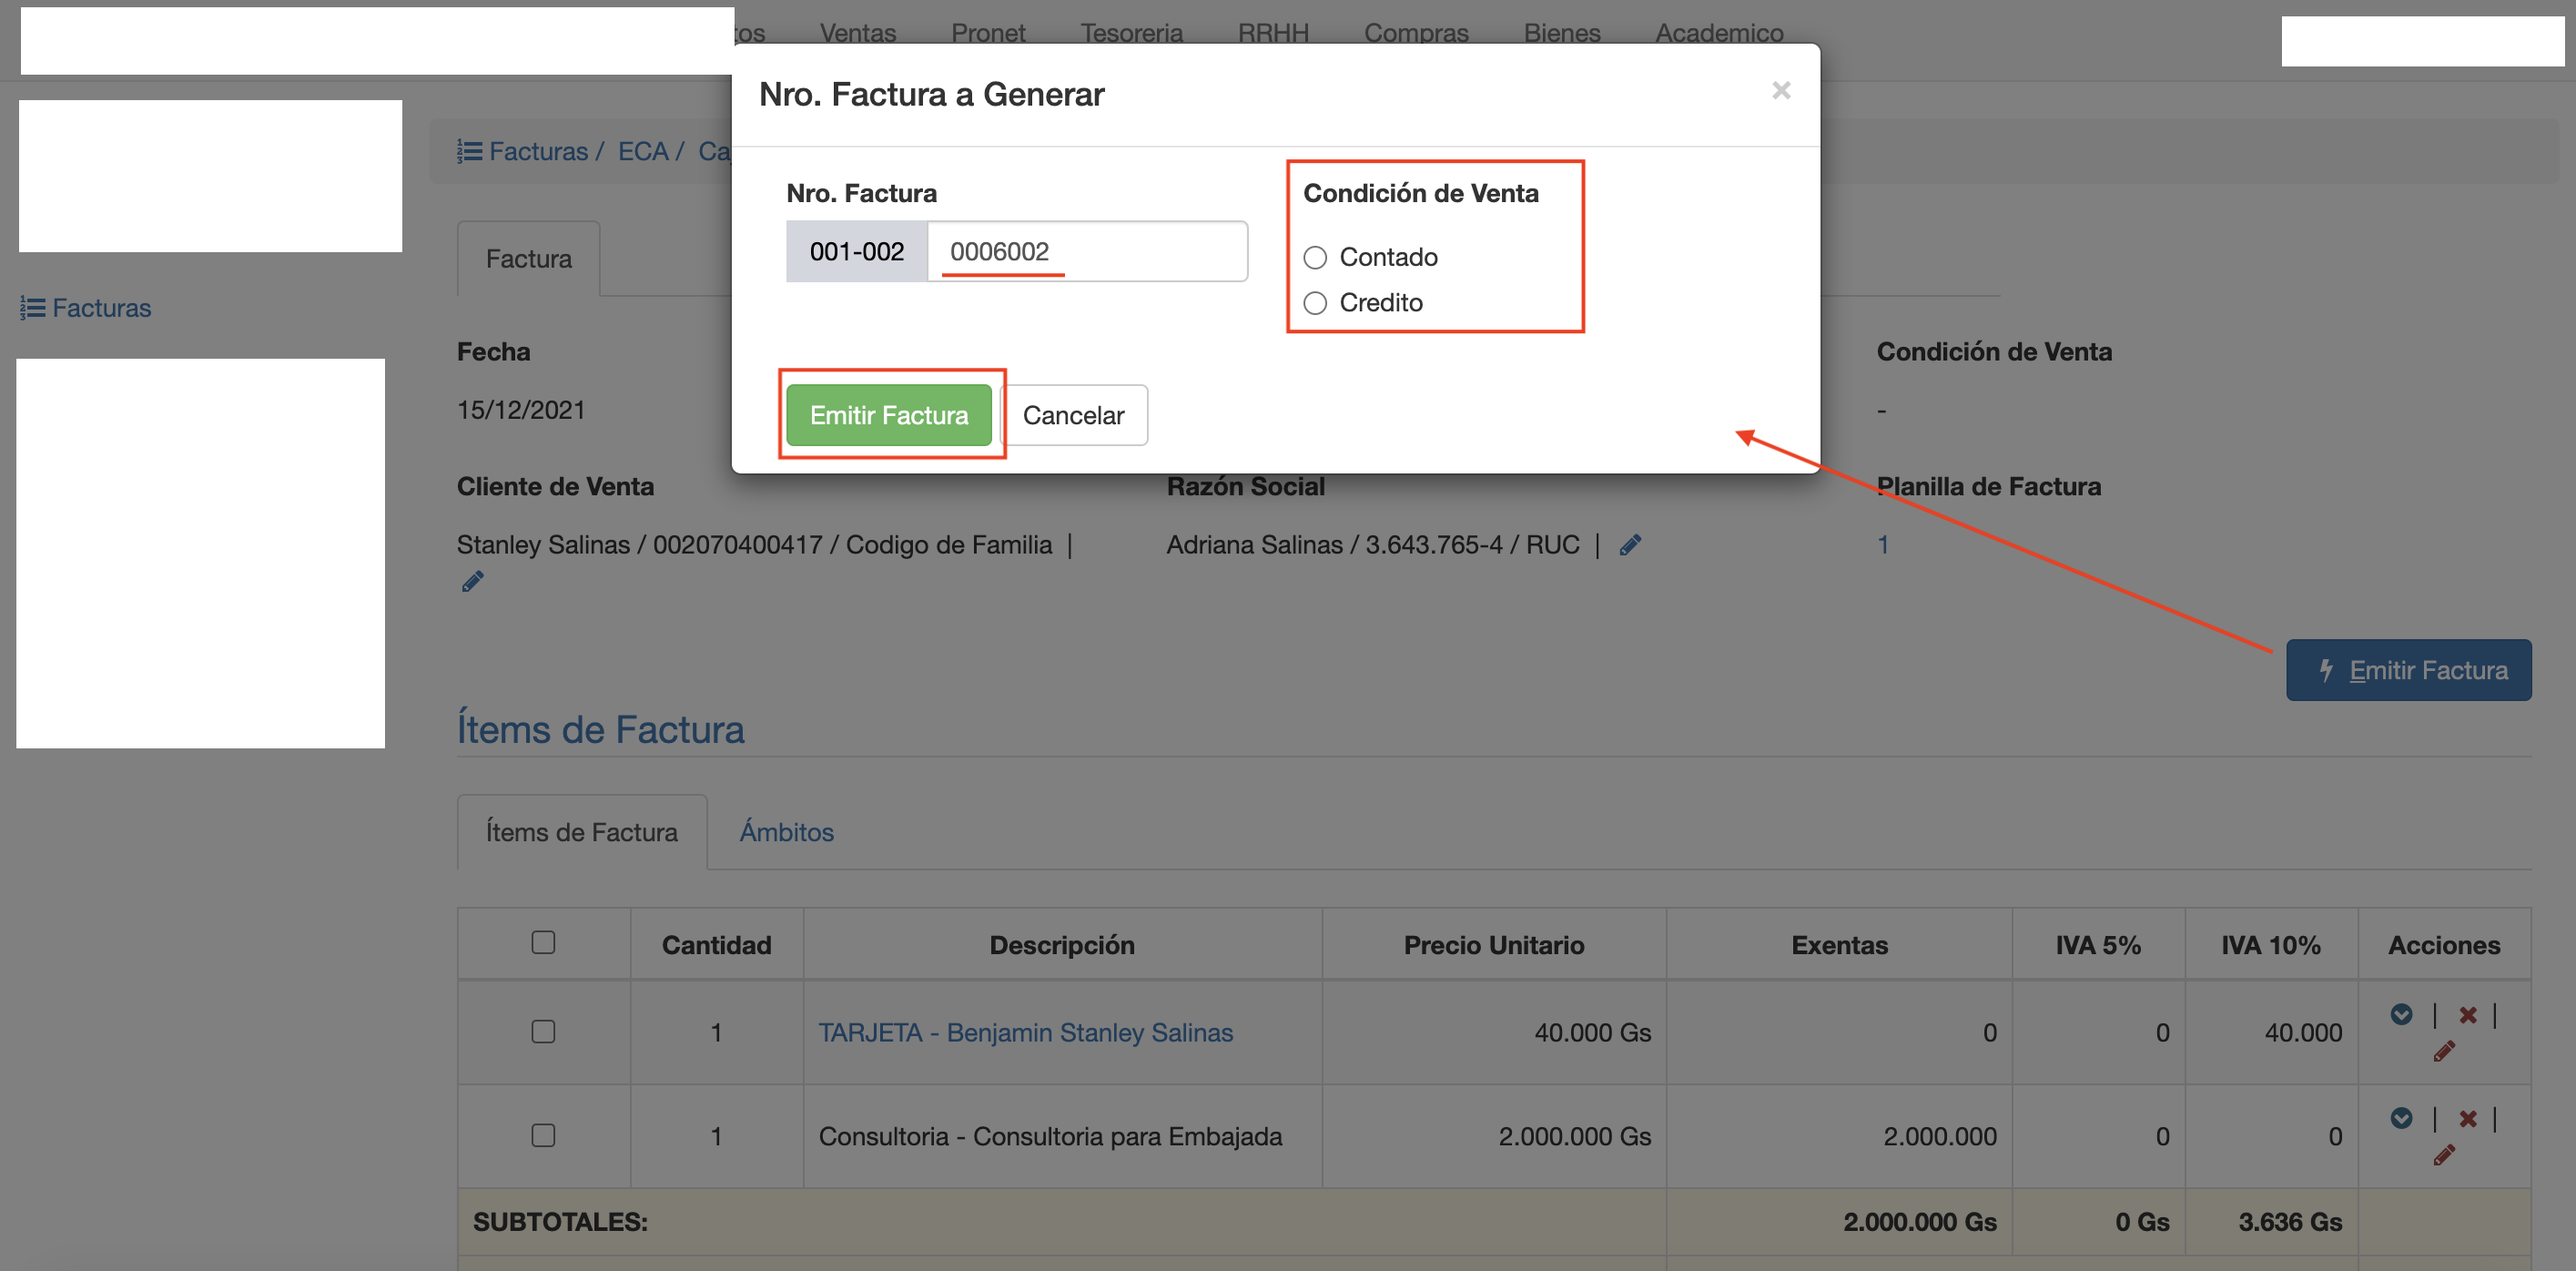 Ventas Pronet Tesoreria RRHH Compras Bienes Academico
Nro. Factura a Generar ×
Facturas / ECA /
Nro. Factura
Condición de Venta
001-002 0006002
Contado
Credito
Factura
Facturas
Emitir Factura Cancelar
Fecha
Condición de Venta
15/12/2021
-
Cliente de Venta Razón Social Planilla de Factura
Stanley Salinas / 002070400417 / Codigo de Familia | Adriana Salinas / 3.643.765-4 / RUC | 1
Emitir Factura
Ítems de Factura
Ítems de Factura Ámbitos
Cantidad Descripción Precio Unitario Exentas IVA 5% IVA 10% Acciones
1 TARJETA - Benjamin Stanley Salinas 40.000 Gs 0 0 40.000 | |
1 Consultoria - Consultoria para Embajada 2.000.000 Gs 2.000.000 0 0 | |
SUBTOTALES: 2.000.000 Gs 0 Gs 3.636 Gs